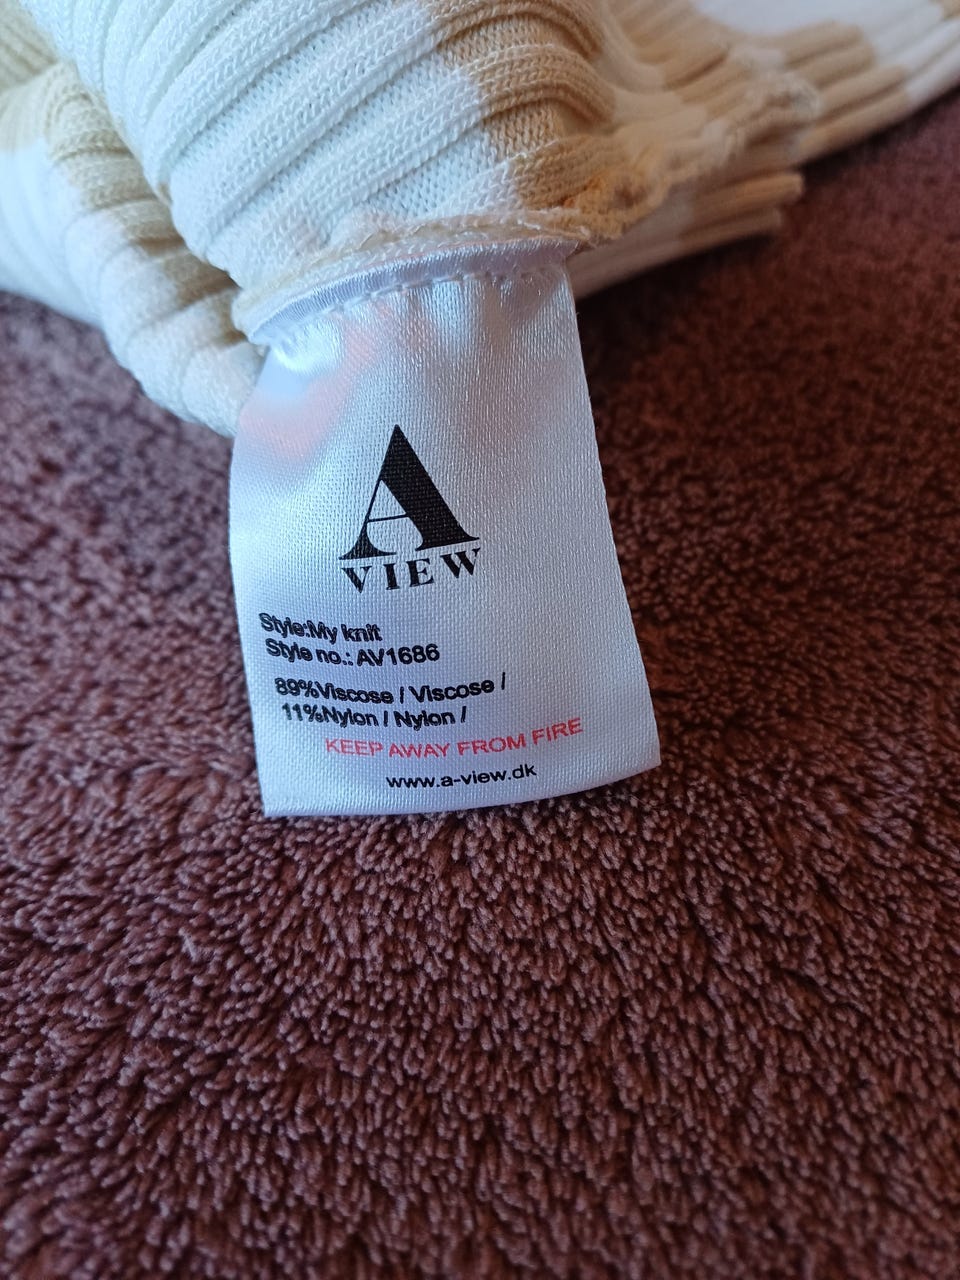 A
VIEW
Style:My knit
Style no.: AV1686
89%Viscose / Viscose /
11%Nylon / Nylon /
KEEP AWAY FROM FIRE
www.a-view.dk